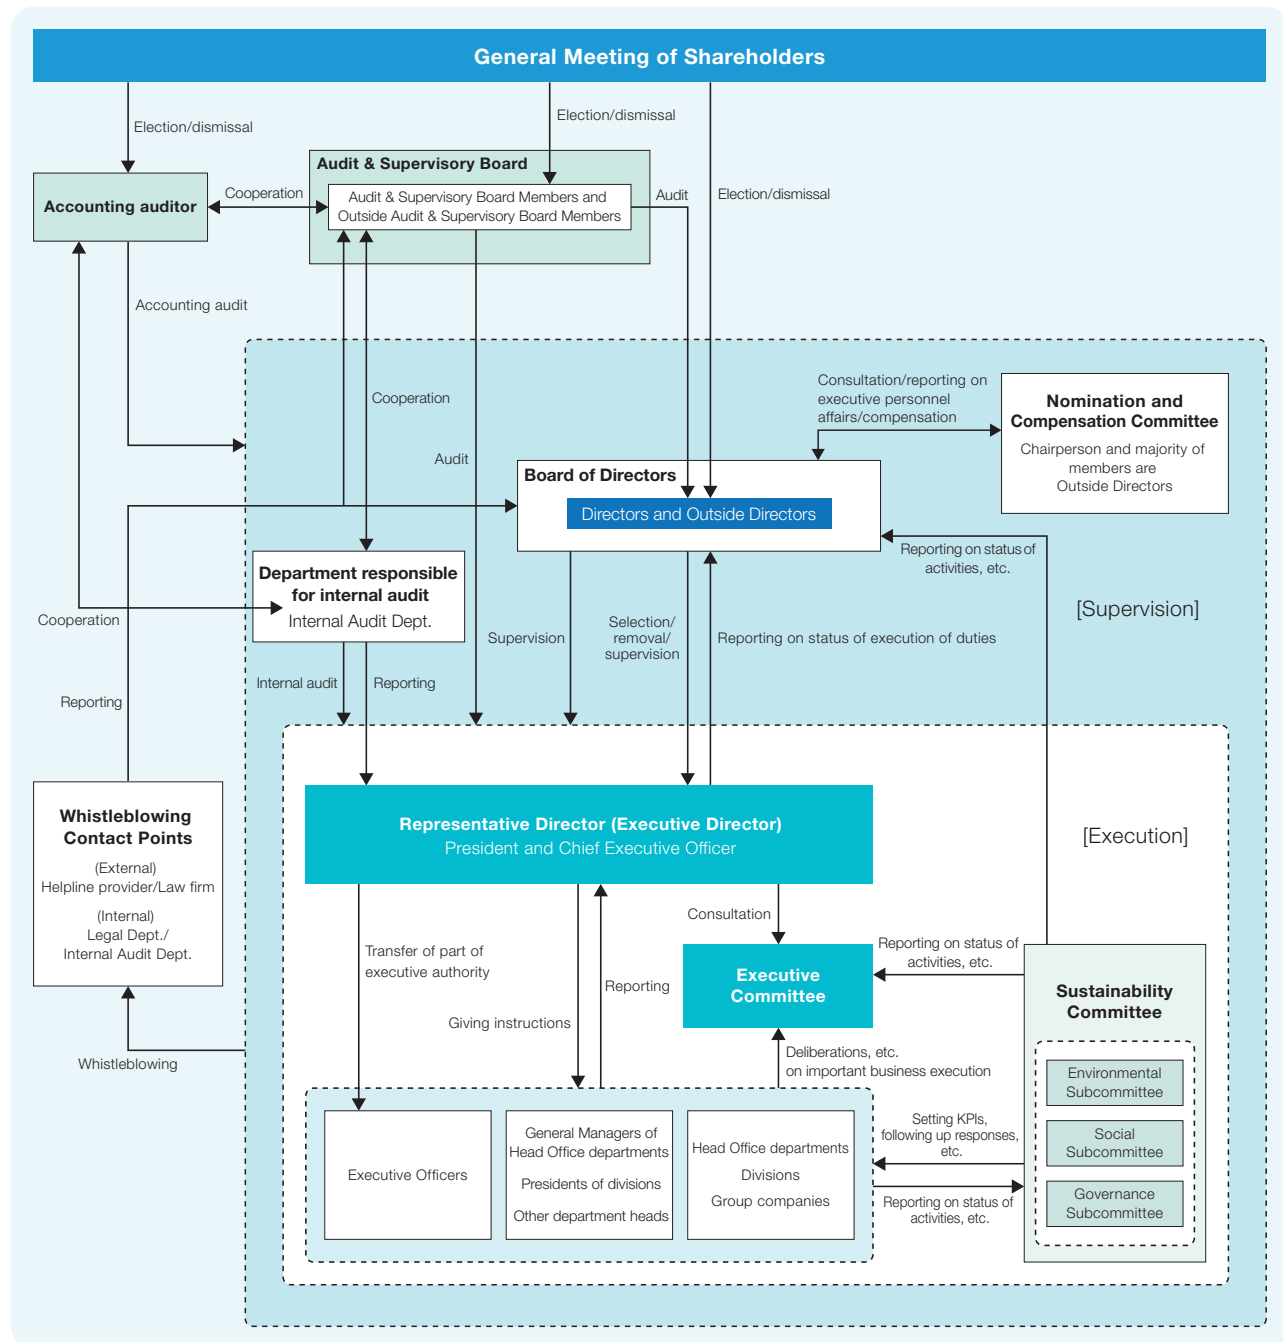 General Meeting of Shareholders
Election/dismissal
Election/dismissal
Election/dismissal
Audit & Supervisory Board
Audit & Supervisory Board Members and
Outside Audit & Supervisory Board Members
Accounting auditor
Cooperation
Audit
Accounting audit
Cooperation
Audit
Consultation/reporting on
executive personnel
affairs/compensation
Nomination and
Compensation Committee
Chairperson and majority of
members are
Outside Directors
Board of Directors
Directors and Outside Directors
Reporting on status of
activities, etc.
Department responsible
for internal audit
Internal Audit Dept.
[Supervision]
Cooperation
Supervision
Selection/
removal/
supervision
Reporting on status of execution of duties
Internal audit
Reporting
Reporting
Whistleblowing
Contact Points
(External)
Helpline provider/Law firm
(Internal)
Legal Dept./
Internal Audit Dept.
Whistleblowing
Representative Director (Executive Director)
President and Chief Executive Officer
[Execution]
Transfer of part of
executive authority
Giving instructions
Reporting
Consultation
Executive
Committee
Reporting on status of
activities, etc.
Deliberations, etc.
on important business execution
Sustainability
Committee
Environmental
Subcommittee
Social
Subcommittee
Governance
Subcommittee
Setting KPIs,
following up responses,
etc.
Reporting on status of
activities, etc.
Executive Officers
General Managers of
Head Office departments
Presidents of divisions
Other department heads
Head Office departments
Divisions
Group companies